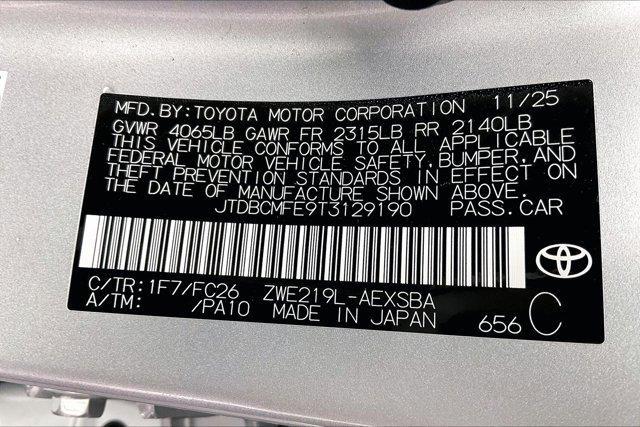 MFD.BY:TOYOTA MOTOR CORPORATION 11/25
GVWR 4065LB GAWR FR 2315LB RR 2140LB
THIS VEHICLE CONFORMS TO ALL APPLICABLE
FEDERAL MOTOR VEHICLE SAFETY,BUMPER,AND
THEFT PREVENTION STANDARDS IN EFFECT ON
THE DATE OF MANUFACTURE SHOWN ABOVE.
JTDBCMFE9T3129190 PASS.CAR
C/TR:1F7/FC26 ZWE219L-AEXSBA
A/TM: /PA10 MADE IN JAPAN 656 C